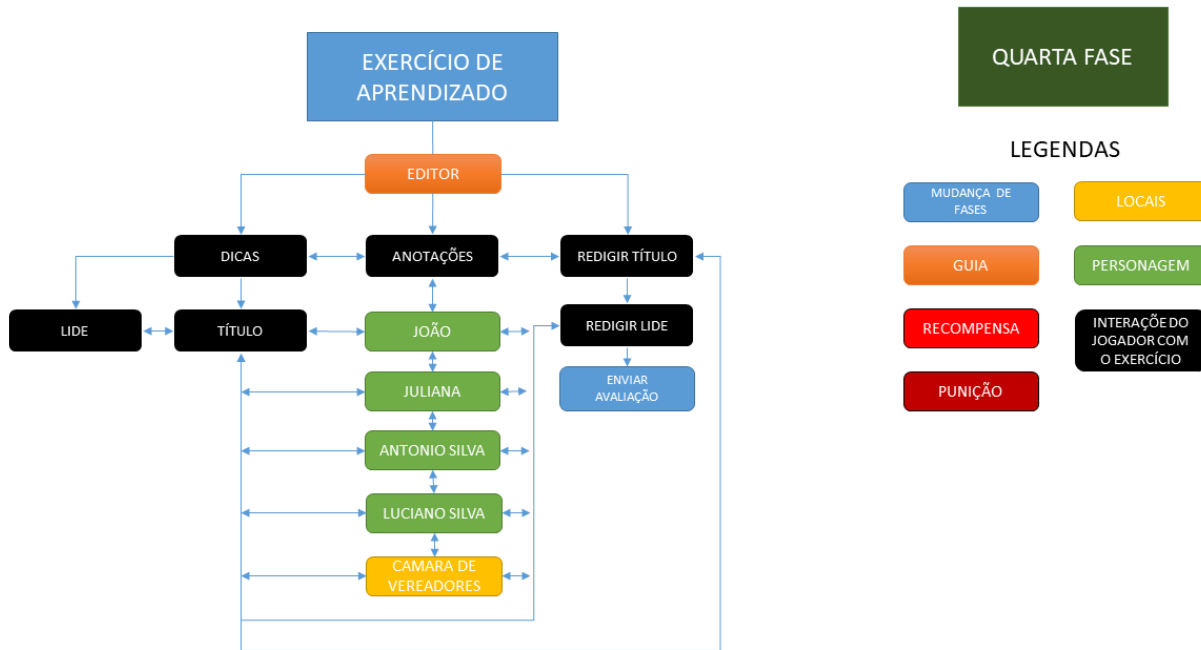 EXERCÍCIO DE
APRENDIZADO
QUARTA FASE
LEGENDAS
MUDANÇA DE
FASES
LOCAIS
GUIA
PERSONAGEM
RECOMPENSA
INTERAÇÕE DO
JOGADOR COM
O EXERCÍCIO
PUNIÇÃO
EDITOR
DICAS
ANOTAÇÕES
REDIGIR TÍTULO
LIDE
TÍTULO
JOÃO
REDIGIR LIDE
JULIANA
ENVIAR
AVALIAÇÃO
ANTONIO SILVA
LUCIANO SILVA
CAMARA DE
VEREADORES